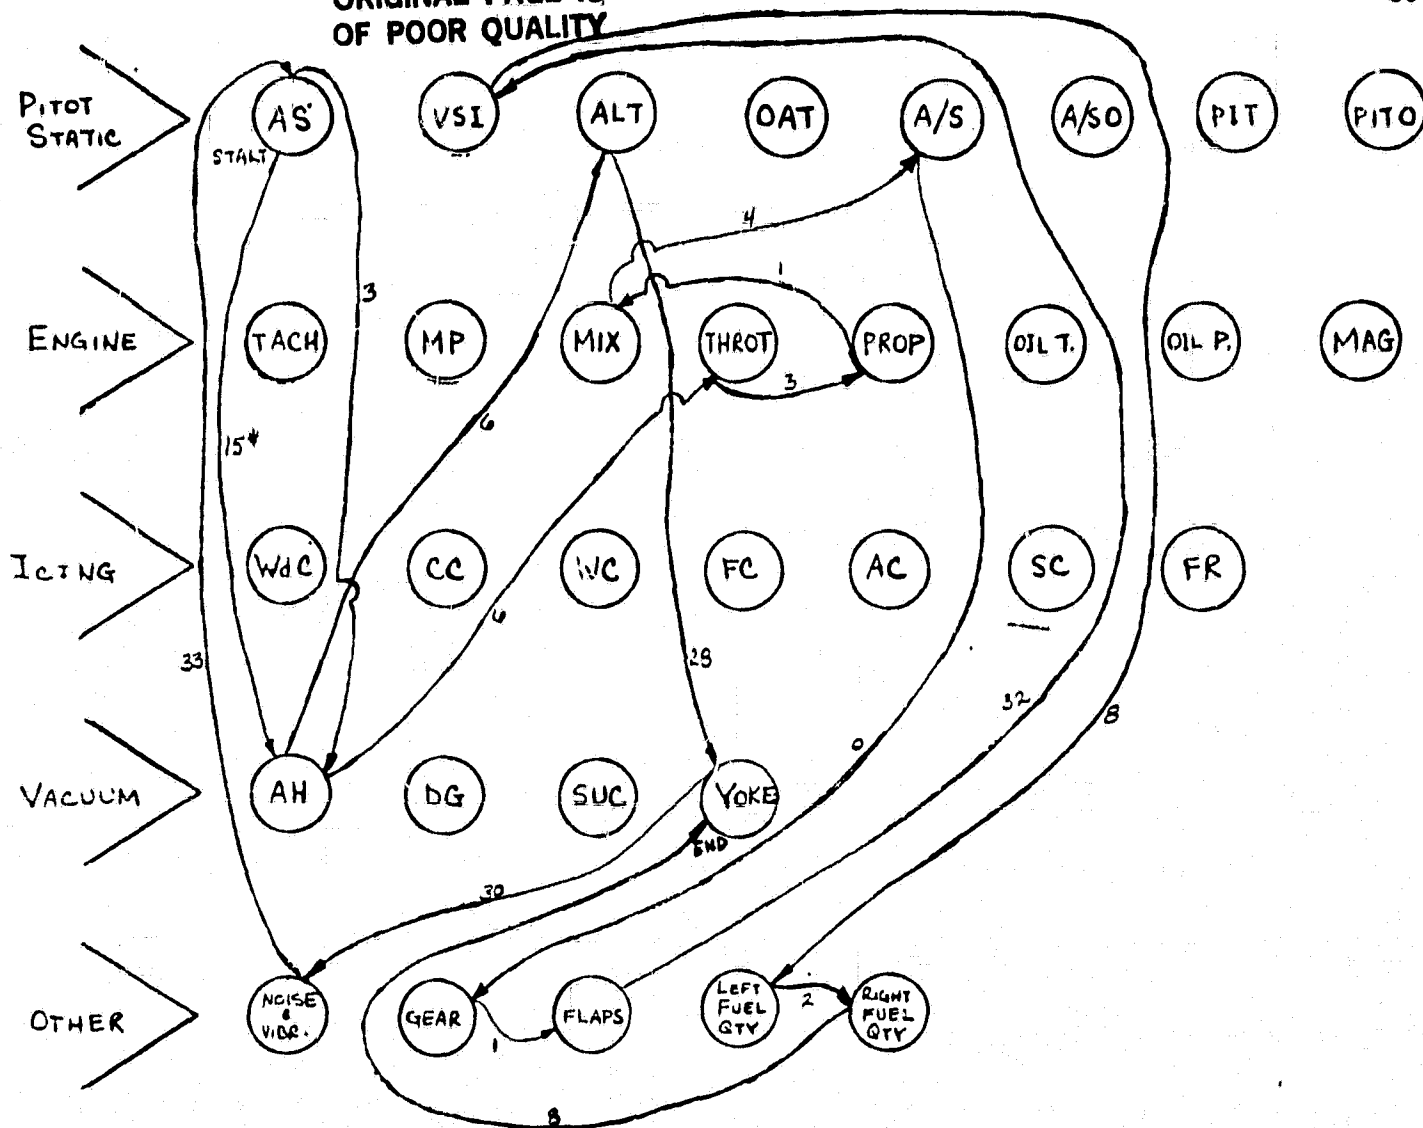 OF POOR QUALITY
PITOT
STATIC
AS
VSI
ALT
OAT
A/S
A/SO
PIT
PITO
START
4
1
3
ENGINE
TACH
MP
MIX
THROT
PROP
OIL T.
OIL P.
MAG
3
6
15*
ICING
WdC
CC
WC
FC
AC
SC
FR
6
33
28
32
8
0
VACUUM
AH
DG
SUC
YOKE
END
30
OTHER
NOISE
&
VIBR.
GEAR
FLAPS
LEFT
FUEL
QTY
2
RIGHT
FUEL
QTY
1
8